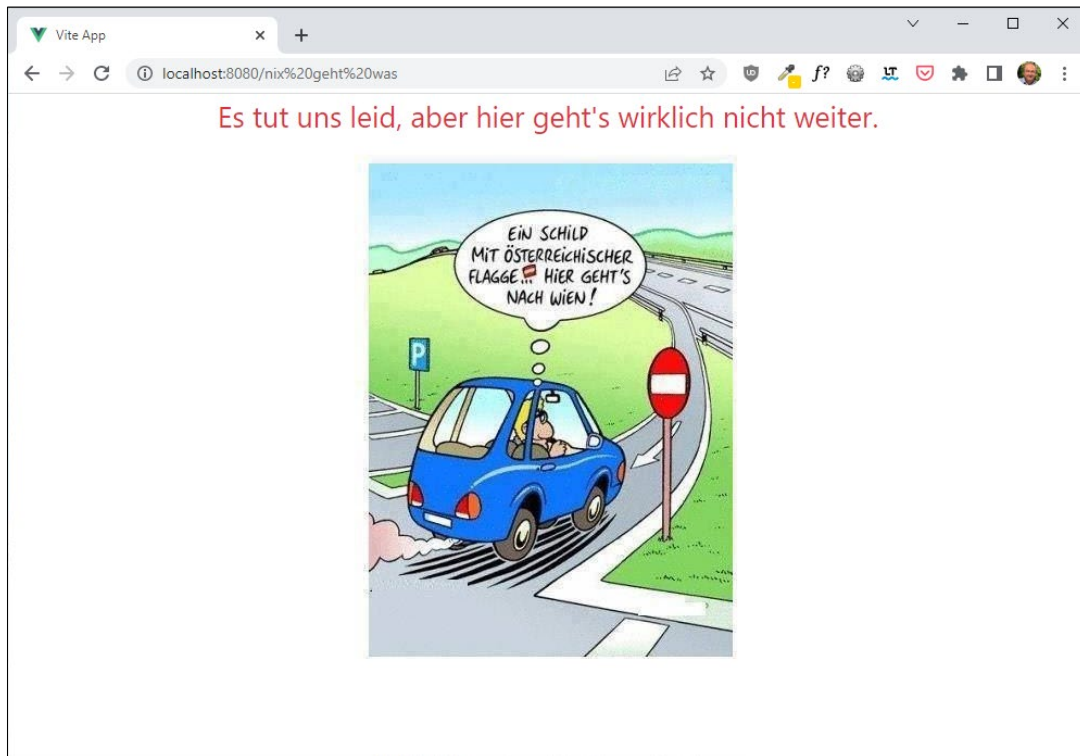 Vite App
localhost:8080/nix%20geht%20was
f?
LT
Es tut uns leid, aber hier geht's wirklich nicht weiter.
EIN SCHILD
MIT ÖSTERREICHISCHER
FLAGGE... HIER GEHT'S
NACH WIEN!
P